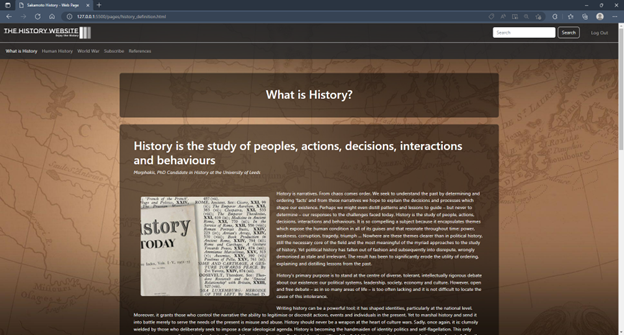 Sakamoto History - Web Page
127.0.0.1:5500/pages/history_definition.html
THE.HISTORY.WEBSITE
Search
Search
Log Out
What is History
Human History
World War
Subscribe
References
What is History?
History is the study of peoples, actions, decisions, interactions
and behaviours
PhD Candidate in History at the University of Leeds
istory
TODAY
History is narratives. From chaos comes order. We seek to understand the past by determining and
ordering 'facts' and from these narratives we hope to explain the decisions and processes which
shape our existence. Perhaps we might even distill patterns and lessons to guide – but never to
determine – our responses to the challenges faced today. History is the study of people, actions,
decisions, interactions and behaviours. It is so compelling a subject because it encapsulates themes
which expose the human condition in all of its guises and that resonate throughout time: power,
weakness, corruption, tragedy, triumph ... Nowhere are these themes clearer than in political history,
still the necessary core of the field and the most meaningful of the myriad approaches to the study
of history. Yet political history has fallen out of fashion and subsequently into disrepute, wrongly
demonised as stale and irrelevant. The result has been to significantly erode the utility of ordering,
explaining and distilling lessons from the past.
History's primary purpose is to stand at the centre of diverse, tolerant, intellectually rigorous debate
about our existence: our political systems, leadership, society, economy and culture. However, open
and free debate – as in so many areas of life – is too often lacking and it is not difficult to locate the
cause of this intolerance.
Writing history can be a powerful tool; it has shaped identities, particularly at the national level.
Moreover, it grants those who control the narrative the ability to legitimise or discredit actions, events and individuals in the present. Yet to marshal history and send it
into battle merely to serve the needs of the present is misuse and abuse. History should never be a weapon at the heart of culture wars. Sadly, once again, it is: clumsily
wielded by those who deliberately seek to impose a clear ideological agenda. History is becoming the handmaiden of identity politics and self-flagellation. This only